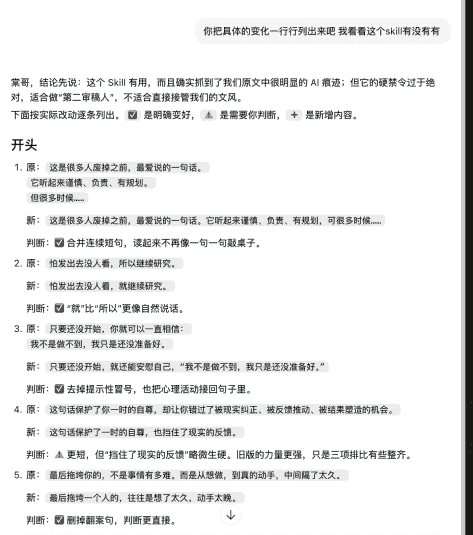 你把具体的变化一行行列出来吧 我看看这个skill有没有有
棠哥，结论先说：这个 Skill 有用，而且确实抓到了我们原文中很明显的 AI 痕迹；但它的硬禁令过于绝
对，适合做“第二审稿人”，不适合直接接管我们的文风。
下面按实际改动逐条列出。☑ 是明确变好，⚠ 是需要你判断，＋ 是新增内容。
开头
1. 原：这是很多人废掉之前，最爱说的一句话。
它听起来谨慎、负责、有规划。
但很多时候……
新：这是很多人废掉之前，最爱说的一句话。它听起来谨慎、负责、有规划，可很多时候……
判断：☑ 合并连续短句，读起来不再像一句一句敲桌子。
2. 原：怕发出去没人看，所以继续研究。
新：怕发出去没人看，就继续研究。
判断：☑ “就”比“所以”更像自然说话。
3. 原：只要还没开始，你就可以一直相信：
我不是做不到，我只是还没准备好。
新：只要还没开始，就还能安慰自己，“我不是做不到，我只是还没准备好。”
判断：☑ 去掉提示性冒号，也把心理活动接回句子里。
4. 原：这句话保护了你一时的自尊，却让你错过了被现实纠正、被反馈推动、被结果塑造的机会。
新：这句话保护了一时的自尊，也挡住了现实的反馈。
判断：⚠ 更短，但“挡住了现实的反馈”略微生硬。旧版的力量更强，只是三项排比有些整齐。
5. 原：最后拖垮你的，不是事情有多难。而是从想做，到真的动手，中间隔了太久。
新：最后拖垮一个人的，往往是想了太久，动手太晚。
判断：☑ 删掉翻案句，判断更直接。